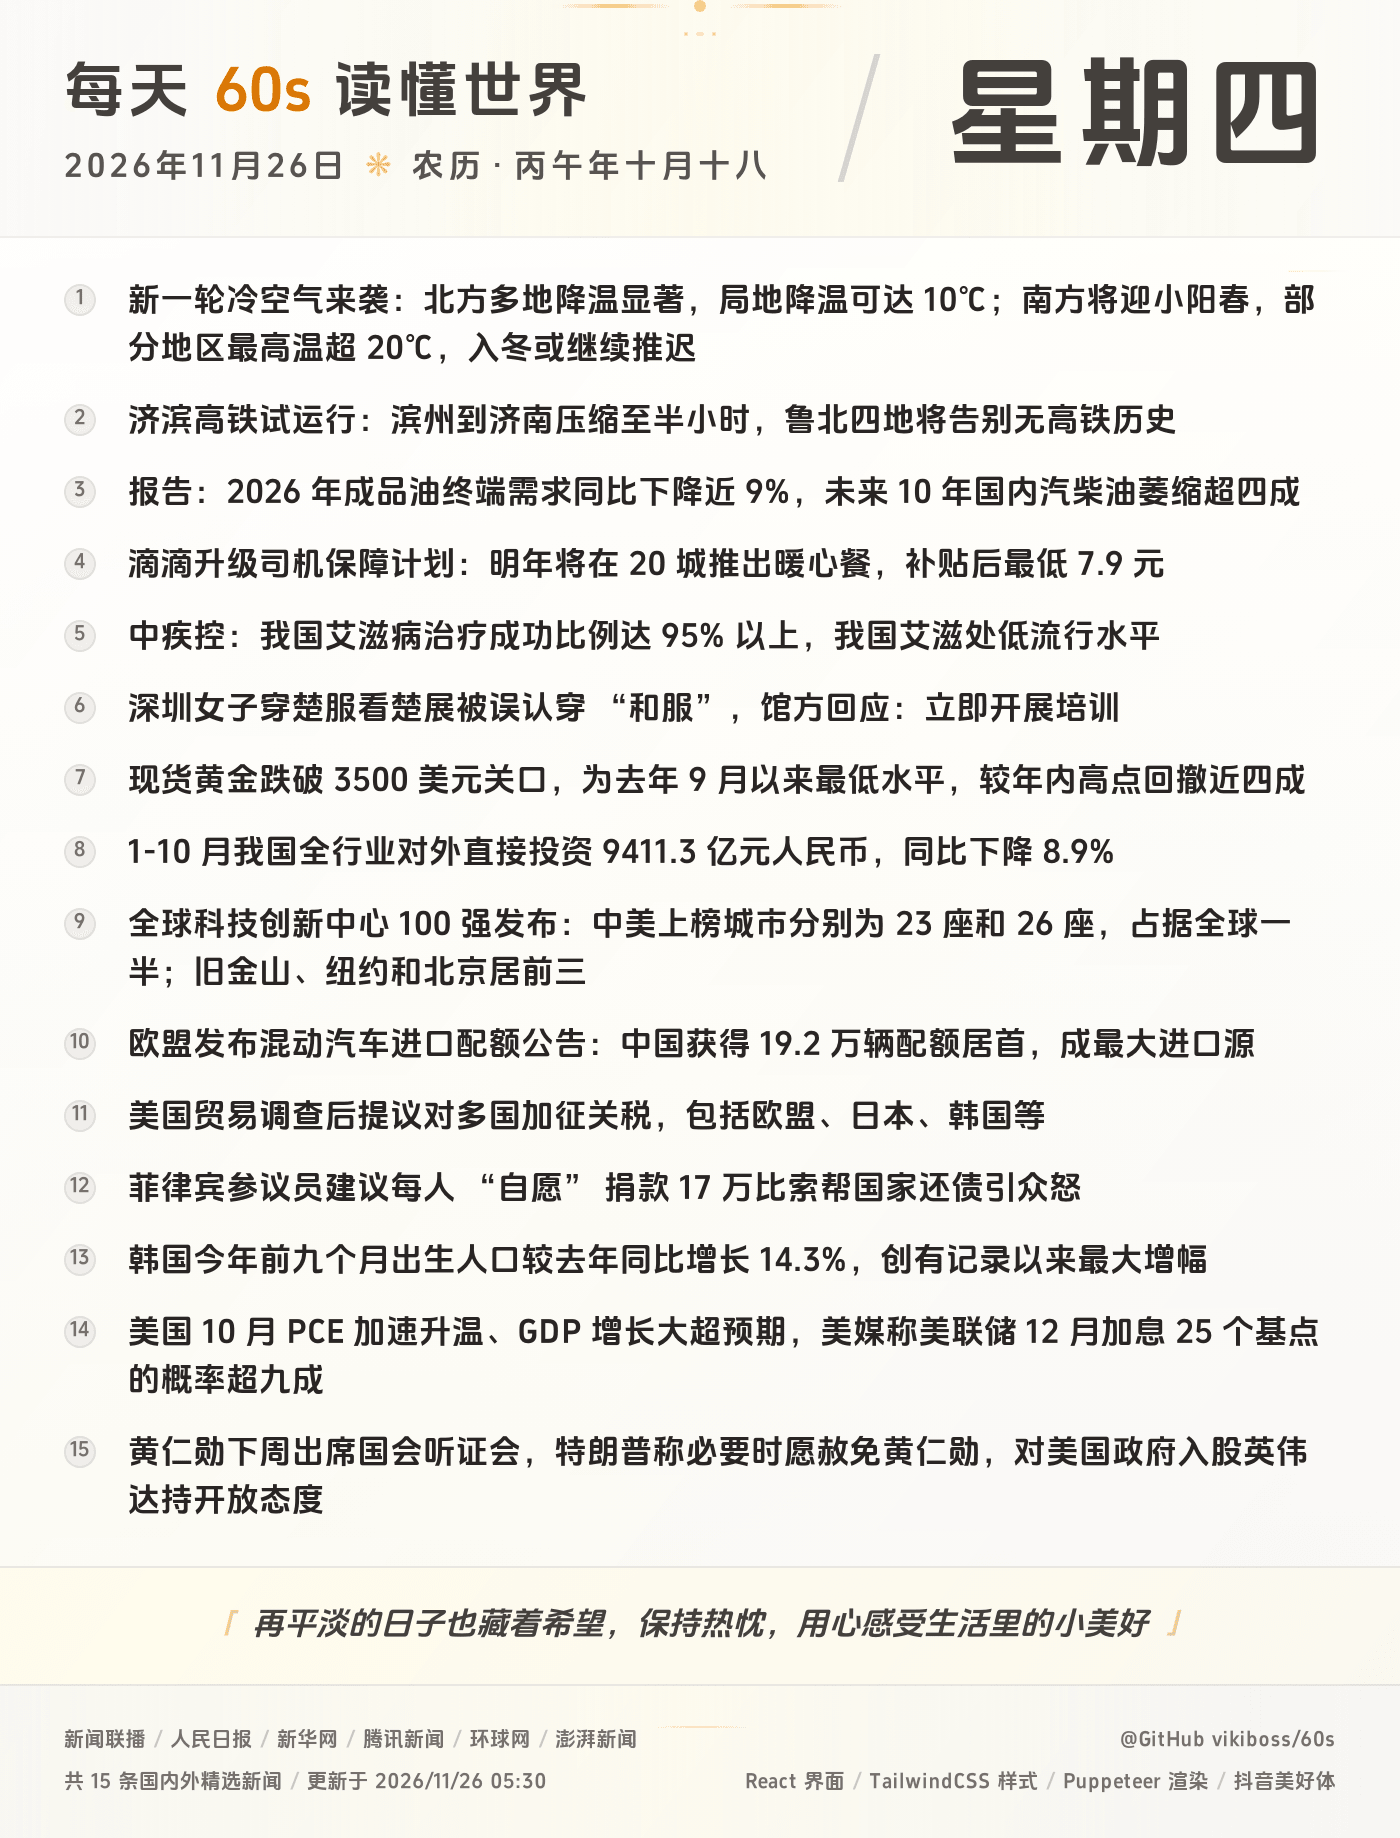 每天 60s 读懂世界
2026年11月26日 农历·丙午年十月十八
星期四
1 新一轮冷空气来袭：北方多地降温显著，局地降温可达 10℃；南方将迎小阳春，部
分地区最高温超 20℃，入冬或继续推迟
2 济滨高铁试运行：滨州到济南压缩至半小时，鲁北四地将告别无高铁历史
3 报告：2026 年成品油终端需求同比下降近 9%，未来 10 年国内汽柴油萎缩超四成
4 滴滴升级司机保障计划：明年将在 20 城推出暖心餐，补贴后最低 7.9 元
5 中疾控：我国艾滋病治疗成功比例达 95% 以上，我国艾滋处低流行水平
6 深圳女子穿楚服看楚展被误认穿 “和服” ，馆方回应：立即开展培训
7 现货黄金跌破 3500 美元关口，为去年 9 月以来最低水平，较年内高点回撤近四成
8 1-10 月我国全行业对外直接投资 9411.3 亿元人民币，同比下降 8.9%
9 全球科技创新中心 100 强发布：中美上榜城市分别为 23 座和 26 座，占据全球一
半；旧金山、纽约和北京居前三
10 欧盟发布混动汽车进口配额公告：中国获得 19.2 万辆配额居首，成最大进口源
11 美国贸易调查后提议对多国加征关税，包括欧盟、日本、韩国等
12 菲律宾参议员建议每人 “自愿” 捐款 17 万比索帮国家还债引众怒
13 韩国今年前九个月出生人口较去年同比增长 14.3%，创有记录以来最大增幅
14 美国 10 月 PCE 加速升温、GDP 增长大超预期，美媒称美联储 12 月加息 25 个基点
的概率超九成
15 黄仁勋下周出席国会听证会，特朗普称必要时愿赦免黄仁勋，对美国政府入股英伟
达持开放态度
「 再平淡的日子也藏着希望，保持热忱，用心感受生活里的小美好 」
新闻联播 / 人民日报 / 新华网 / 腾讯新闻 / 环球网 / 澎湃新闻
@GitHub vikiboss/60s
共 15 条国内外精选新闻 / 更新于 2026/11/26 05:30
React 界面 / TailwindCSS 样式 / Puppeteer 渲染 / 抖音美好体